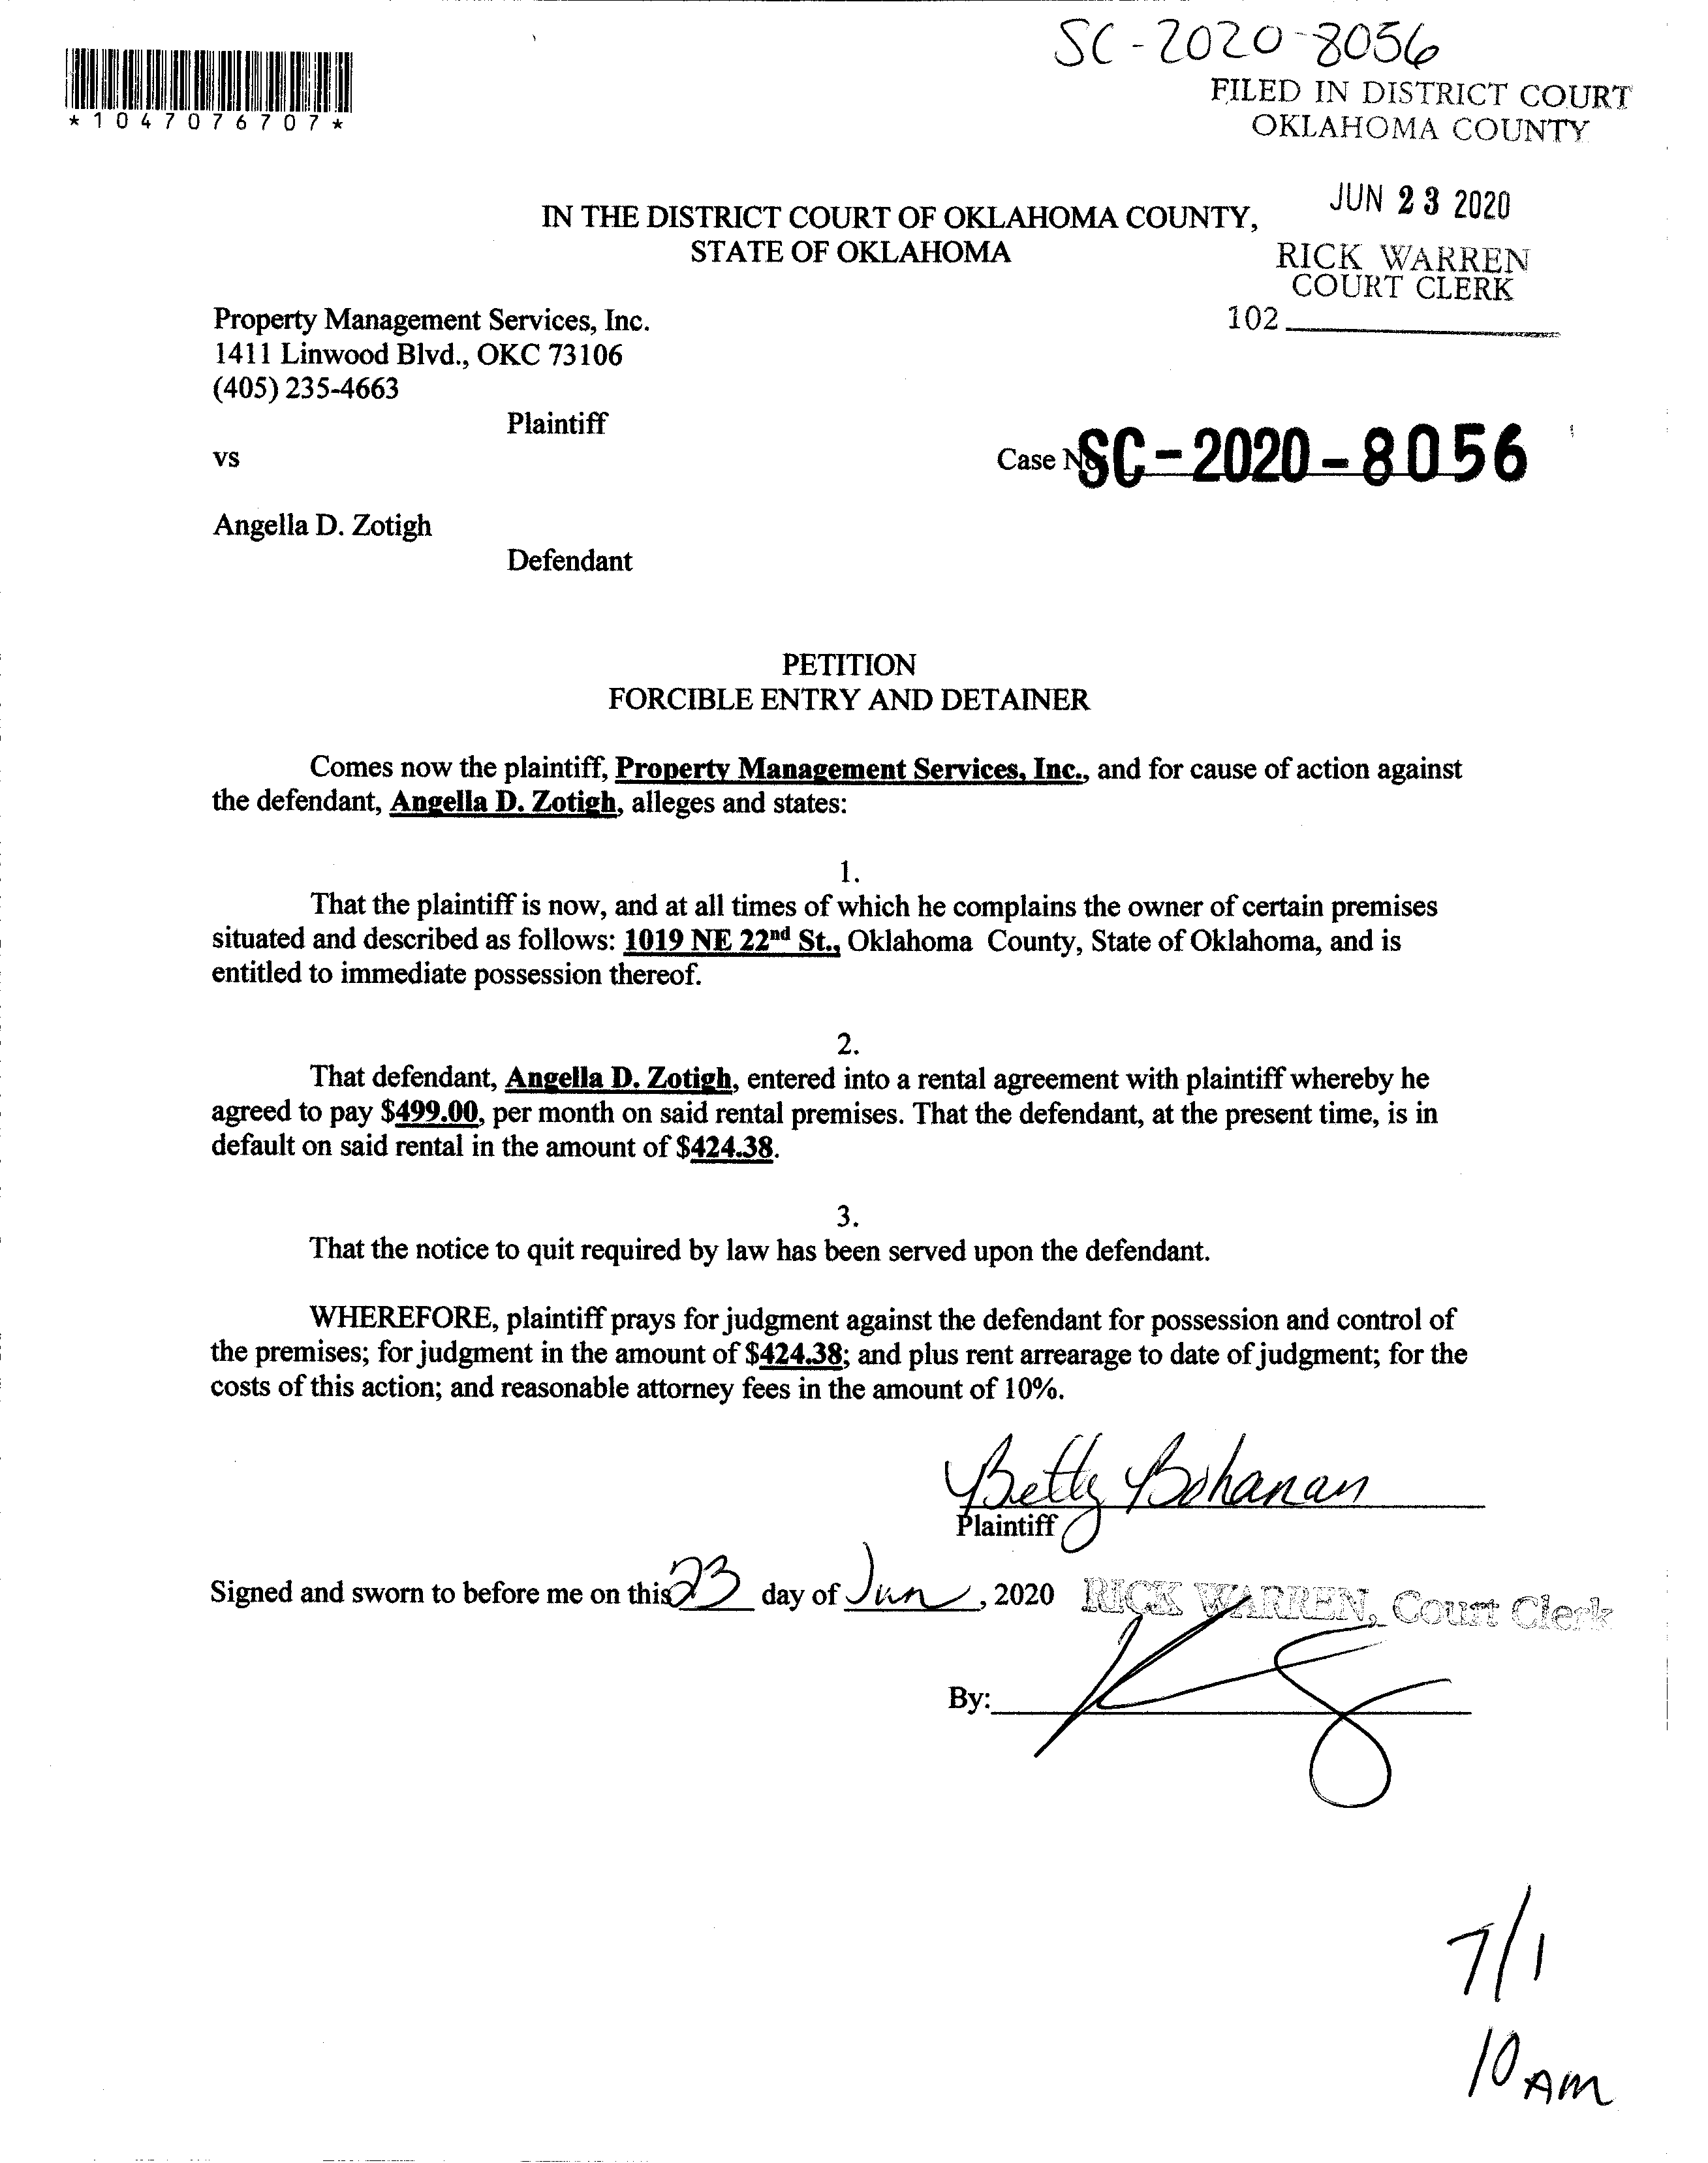 SC-2020-8056
FILED IN DISTRICT COURT
OKLAHOMA COUNTY
*1047076707*
JUN 23 2020
IN THE DISTRICT COURT OF OKLAHOMA COUNTY,
STATE OF OKLAHOMA
RICK WARREN
COURT CLERK
102
Property Management Services, Inc.
1411 Linwood Blvd., OKC 73106
(405) 235-4663
Plaintiff
vs
Case No SC-2020-8056
Angella D. Zotigh
Defendant
PETITION
FORCIBLE ENTRY AND DETAINER
Comes now the plaintiff, Property Management Services, Inc., and for cause of action against
the defendant, Angella D. Zotigh, alleges and states:
1.
That the plaintiff is now, and at all times of which he complains the owner of certain premises
situated and described as follows: 1019 NE 22nd St., Oklahoma County, State of Oklahoma, and is
entitled to immediate possession thereof.
2.
That defendant, Angella D. Zotigh, entered into a rental agreement with plaintiff whereby he
agreed to pay $499.00, per month on said rental premises. That the defendant, at the present time, is in
default on said rental in the amount of $424.38.
3.
That the notice to quit required by law has been served upon the defendant.
WHEREFORE, plaintiff prays for judgment against the defendant for possession and control of
the premises; for judgment in the amount of $424.38; and plus rent arrearage to date of judgment; for the
costs of this action; and reasonable attorney fees in the amount of 10%.
Betty Bohanan
Plaintiff
Signed and sworn to before me on this 23 day of Jun, 2020 RICK WARREN, Court Clerk
By:
7/1
10 AM